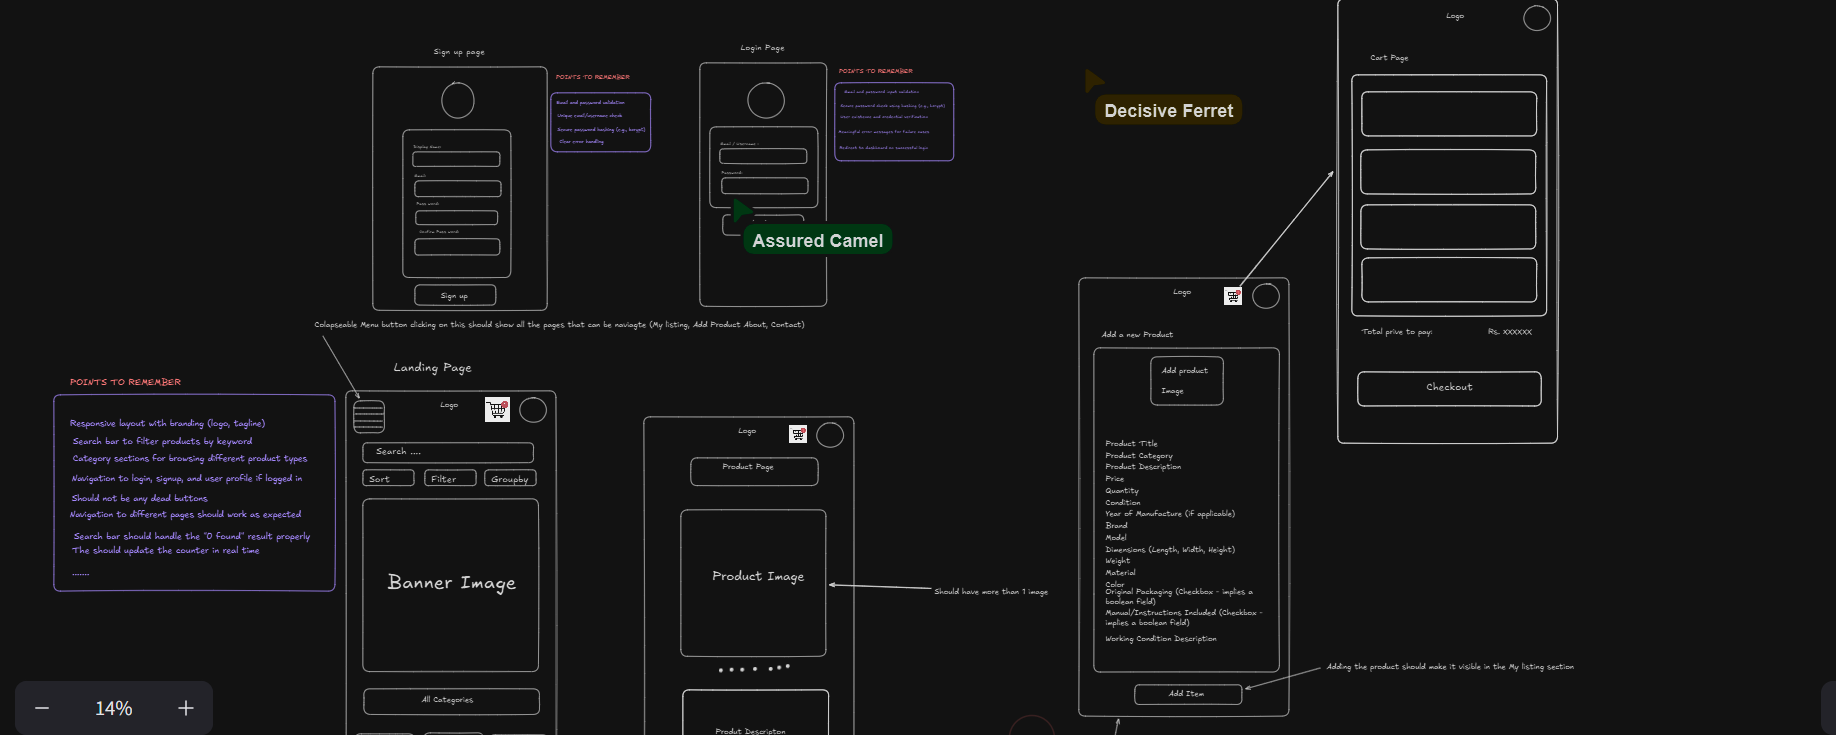 Sign up page
POINTS TO REMEMBER
Email and password validation
Unique email/username check
Secure password hashing (e.g., bcrypt)
Clear error handling
Display Name:
Email:
Pass word:
Confirm Pass word:
Sign up
Login Page
POINTS TO REMEMBER
Email and password input validation
Secure password check using hashing (e.g., bcrypt)
User existence and credential verification
Meaningful error messages for failure cases
Redirect to dashboard on successful login
Email / Username :
Password:
Assured Camel
Decisive Ferret
Logo
Cart Page
Total prive to pay:
Rs. XXXXXX
Checkout
Colapseable Menu button clicking on this should show all the pages that can be naviagte (My listing, Add Product About, Contact)
Landing Page
POINTS TO REMEMBER
Responsive layout with branding (logo, tagline)
Search bar to filter products by keyword
Category sections for browsing different product types
Navigation to login, signup, and user profile if logged in
Should not be any dead buttons
Navigation to different pages should work as expected
Search bar should handle the "0 found" result properly
The should update the counter in real time
.......
Logo
Search ....
Sort
Filter
Groupby
Banner Image
All Categories
Logo
Product Page
Product Image
Should have more than 1 image
Produt Descripton
Logo
Add a new Product
Add product
Image
Product Title
Product Category
Product Description
Price
Quantity
Condition
Year of Manufacture (if applicable)
Brand
Model
Dimensions (Length, Width, Height)
Weight
Material
Color
Original Packaging (Checkbox - implies a
boolean field)
Manual/Instructions Included (Checkbox -
implies a boolean field)
Working Condition Description
Add Item
Adding the product should make it visible in the My listing section
14%